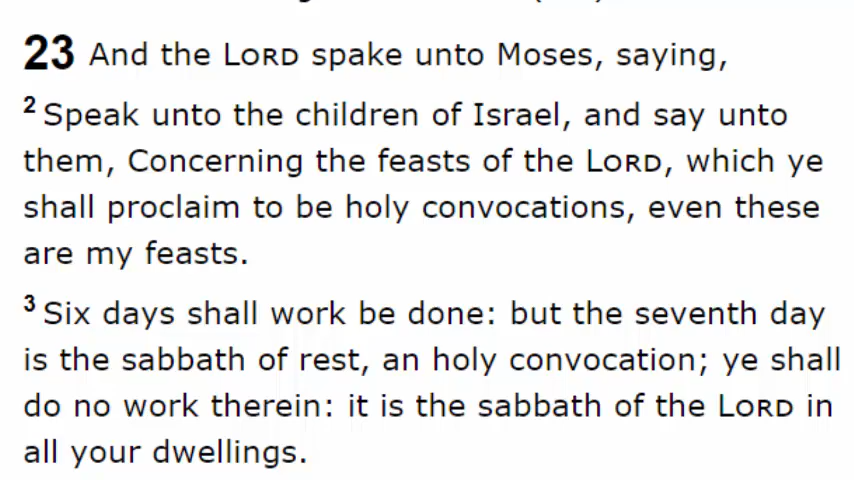 23 And the LORD spake unto Moses, saying,
2 Speak unto the children of Israel, and say unto
them, Concerning the feasts of the LORD, which ye
shall proclaim to be holy convocations, even these
are my feasts.
3 Six days shall work be done: but the seventh day
is the sabbath of rest, an holy convocation; ye shall
do no work therein: it is the sabbath of the LORD in
all your dwellings.